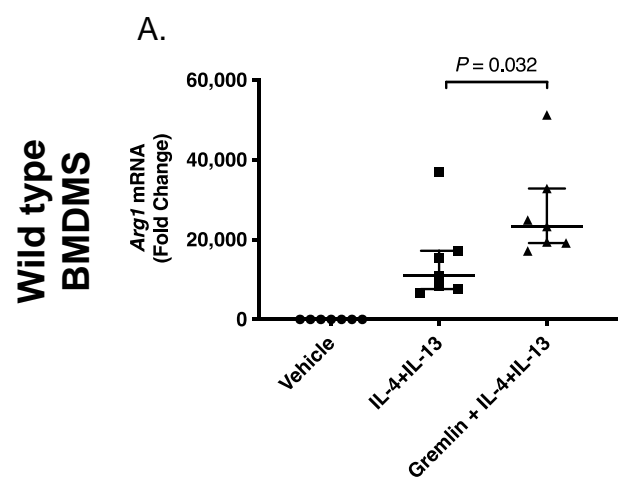 A.
Wild type
BMDMS
Arg1 mRNA
(Fold Change)
60,000
40,000
20,000
0
P = 0.032
Vehicle
IL-4+IL-13
Gremlin + IL-4+IL-13